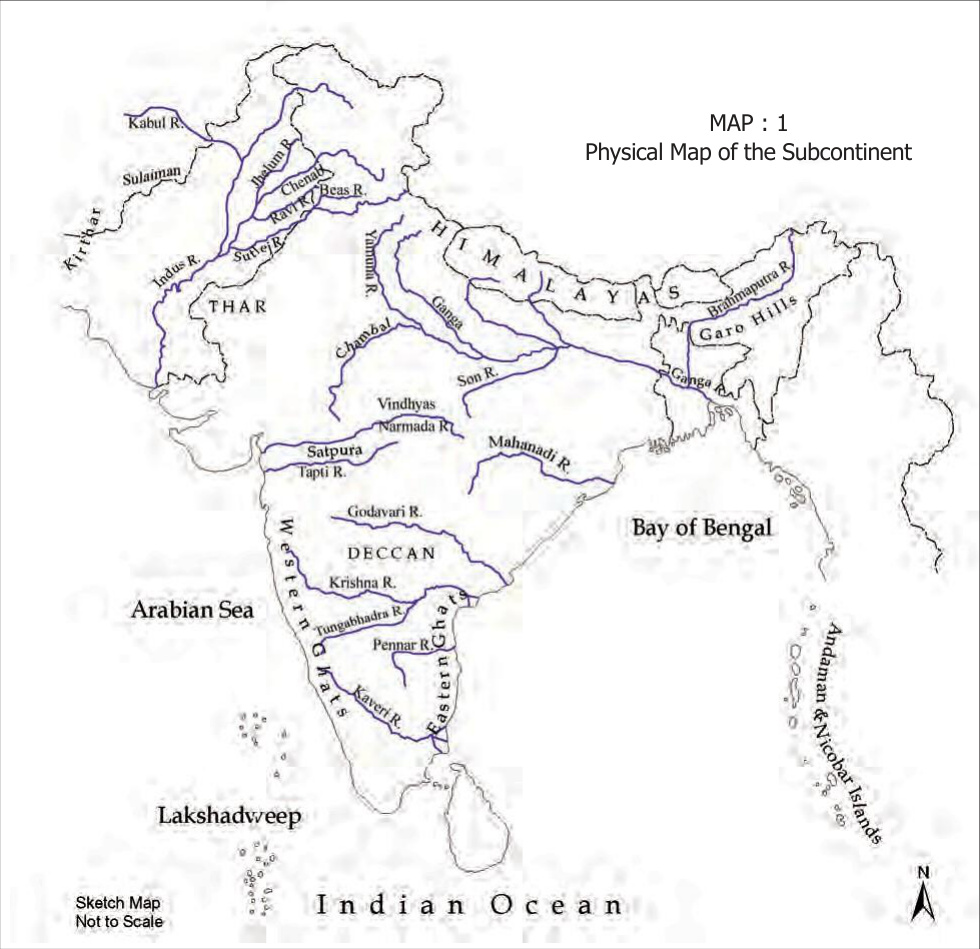 MAP : 1
Physical Map of the Subcontinent
Kabul R.
Sulaiman
Kirthar
Jhalum R.
Chenab
Ravi R.
Beas R.
Sutlej R.
Indus R.
THAR
HIMALAYAS
Yamuna R.
Ganga
Chambal
Son R.
Brahmaputra R.
Garo Hills
Ganga R.
Vindhyas
Narmada R.
Satpura
Tapti R.
Mahanadi R.
Godavari R.
DECCAN
Krishna R.
Tungabhadra R.
Pennar R.
Kaveri R.
Western Ghats
Eastern Ghats
Bay of Bengal
Arabian Sea
Andaman & Nicobar Islands
Lakshadweep
Indian Ocean
Sketch Map
Not to Scale
N